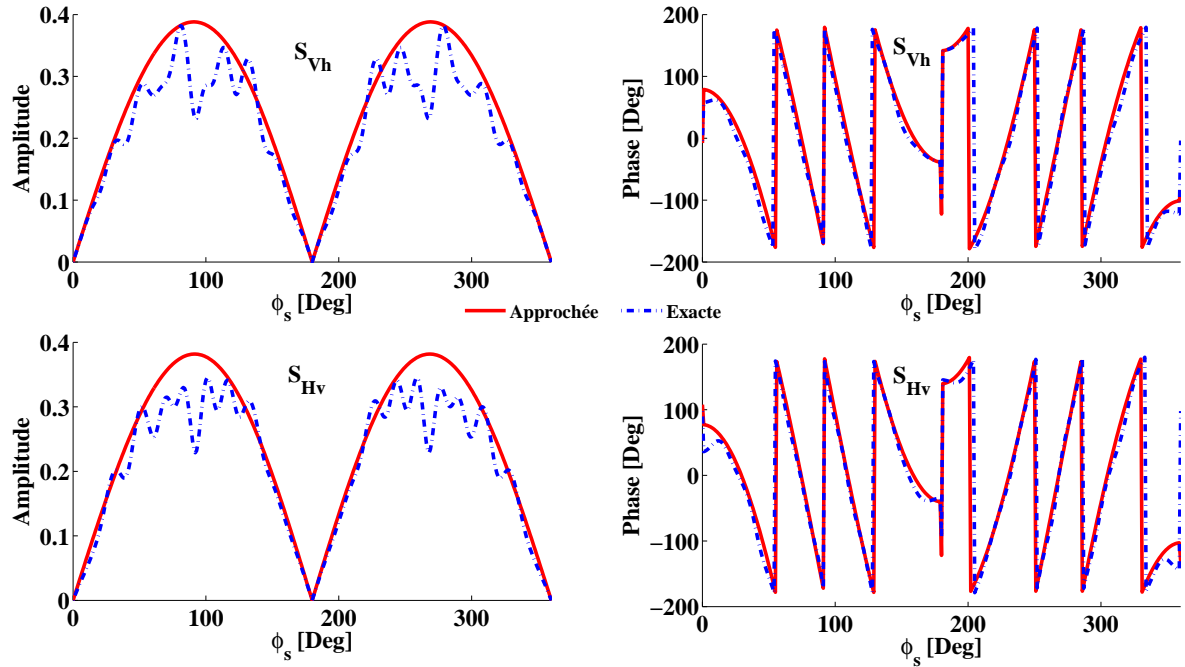 0.4
0.3
0.2
0.1
0
Amplitude
S_Vh
0 100 200 300
ϕ_s [Deg]
200
100
0
−100
−200
Phase [Deg]
S_Vh
0 100 200 300
ϕ_s [Deg]
Approchée Exacte
0.4
0.3
0.2
0.1
0
Amplitude
S_Hv
0 100 200 300
ϕ_s [Deg]
200
100
0
−100
−200
Phase [Deg]
S_Hv
0 100 200 300
ϕ_s [Deg]